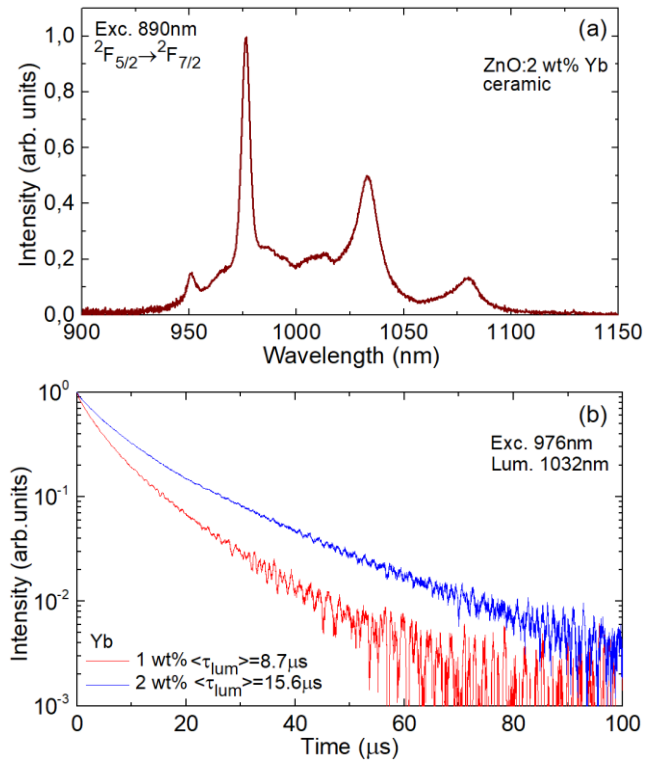 Exc. 890nm
²F₅/₂→²F₇/₂
(a)
ZnO:2 wt% Yb
ceramic
1,0
0,8
0,6
0,4
0,2
0,0
Intensity (arb. units)
900 950 1000 1050 1100 1150
Wavelength (nm)
10⁰
10⁻¹
10⁻²
10⁻³
Intensity (arb.units)
(b)
Exc. 976nm
Lum. 1032nm
Yb
1 wt% <τlum>=8.7μs
2 wt% <τlum>=15.6μs
0 20 40 60 80 100
Time (μs)